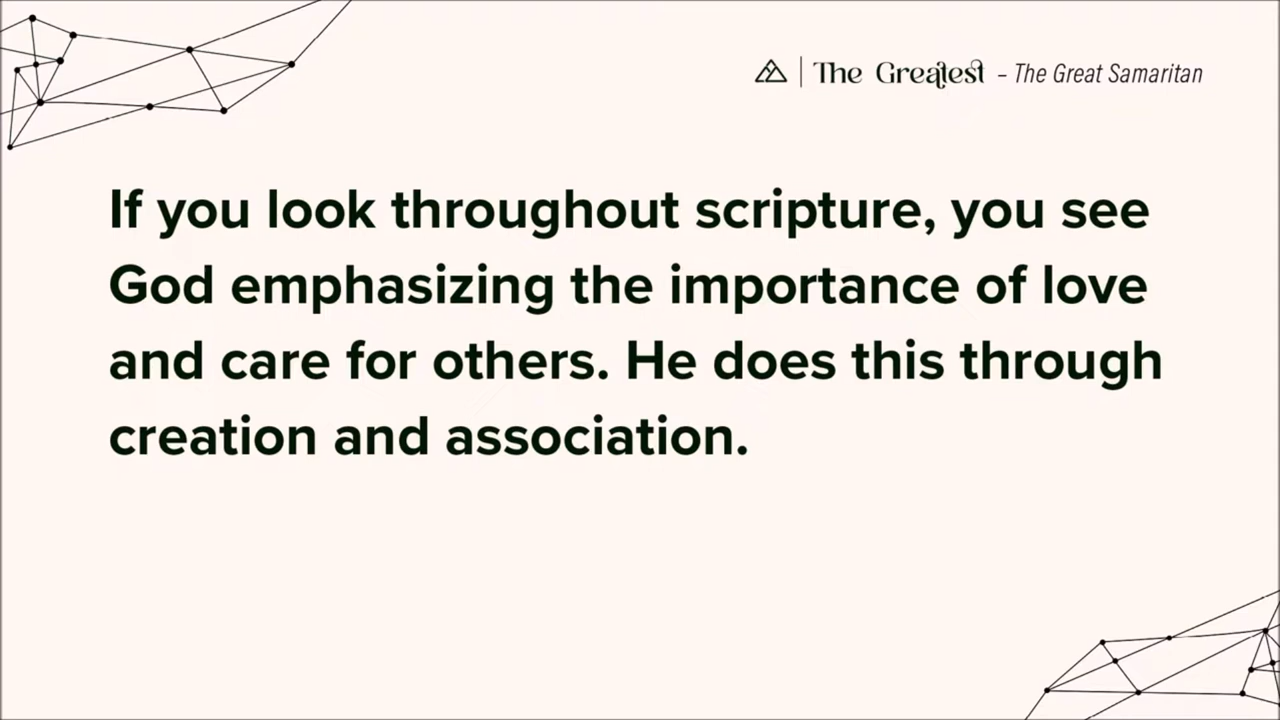 The Greatest – The Great Samaritan
If you look throughout scripture, you see
God emphasizing the importance of love
and care for others. He does this through
creation and association.